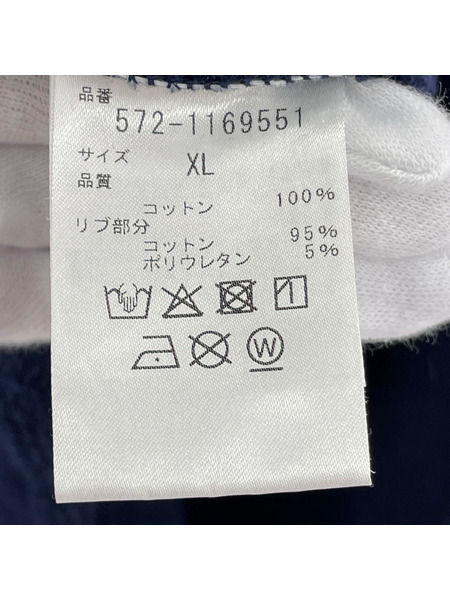 品番
572-1169551
サイズ XL
品質
コットン 100%
リブ部分
コットン 95%
ポリウレタン 5%
W